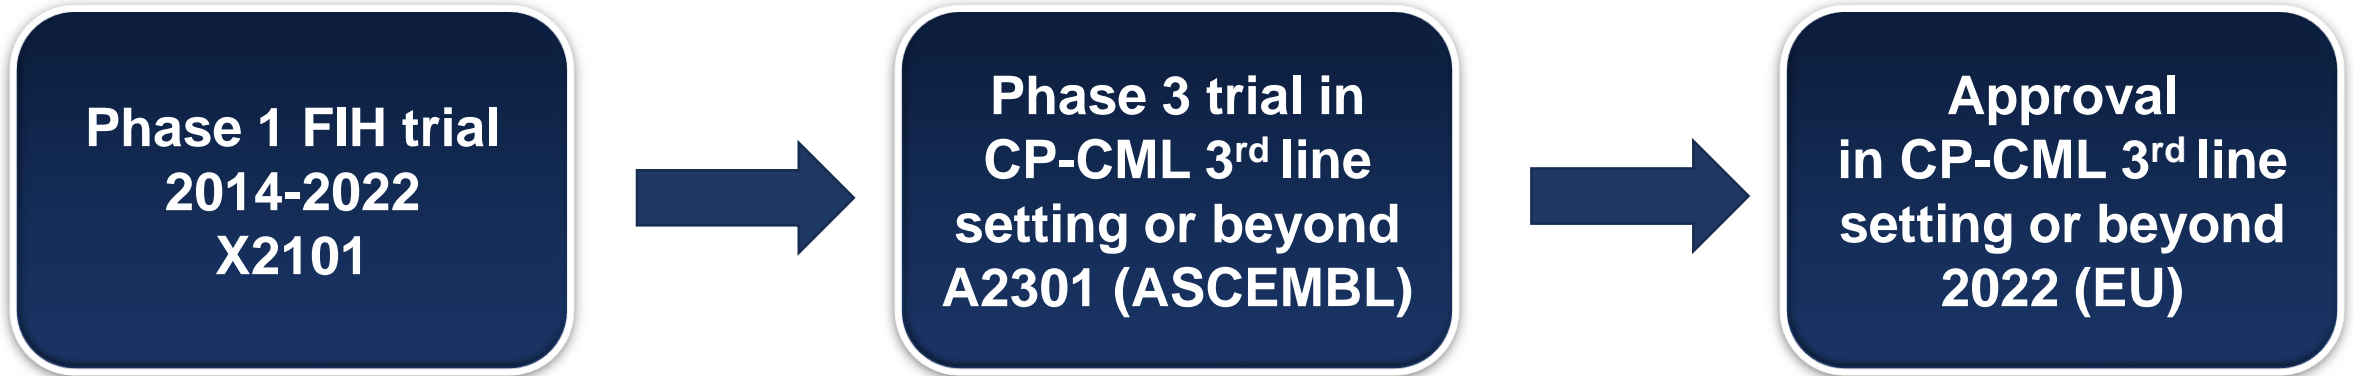 Phase 1 FIH trial
2014-2022
X2101
Phase 3 trial in
CP-CML 3rd line
setting or beyond
A2301 (ASCEMBL)
Approval
in CP-CML 3rd line
setting or beyond
2022 (EU)